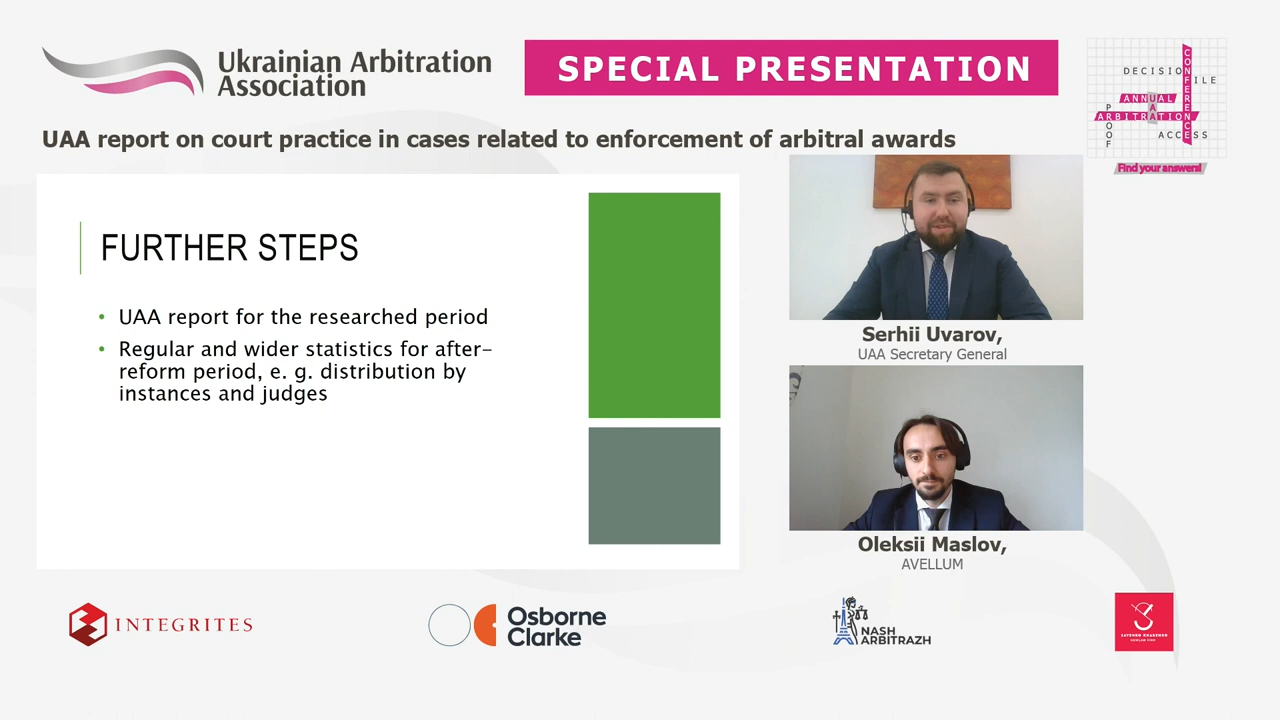 Ukrainian Arbitration
Association
SPECIAL PRESENTATION
DECISION FILE
CONFERENCE
ANNUAL
UAA
ARBITRATION
PROOF
ACCESS
Find your answers!
UAA report on court practice in cases related to enforcement of arbitral awards
FURTHER STEPS
• UAA report for the researched period
• Regular and wider statistics for after–
reform period, e. g. distribution by
instances and judges
Serhii Uvarov,
UAA Secretary General
Oleksii Maslov,
AVELLUM
INTEGRITES
Osborne
Clarke
NASH
ARBITRAZH